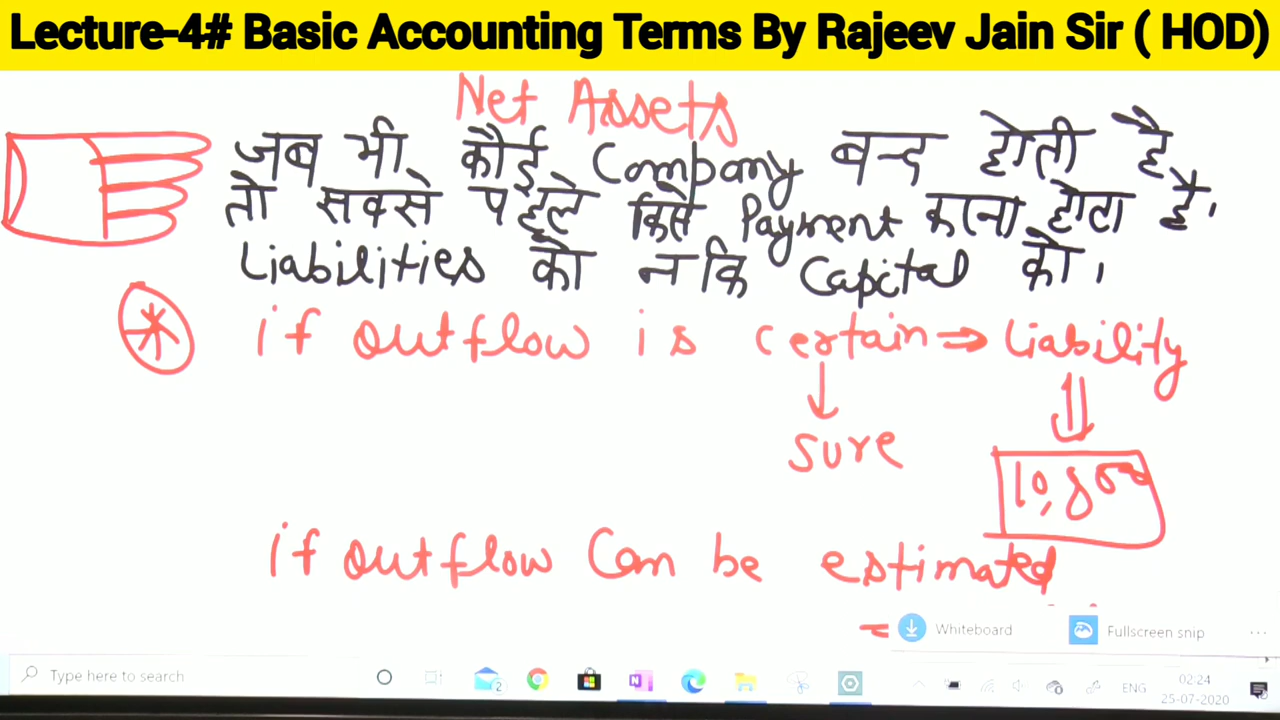 Lecture-4# Basic Accounting Terms By Rajeev Jain Sir ( HOD)
Net Assets
जब भी कोई Company बन्द होती है
तो सबसे पहले किसे Payment करना होता है।
Liabilities को न कि Capital को।
* if outflow is certain ⇒ Liability
sure
10,800
if outflow can be estimated
Whiteboard
Fullscreen snip
Type here to search
2
ENG
02:24
25-07-2020